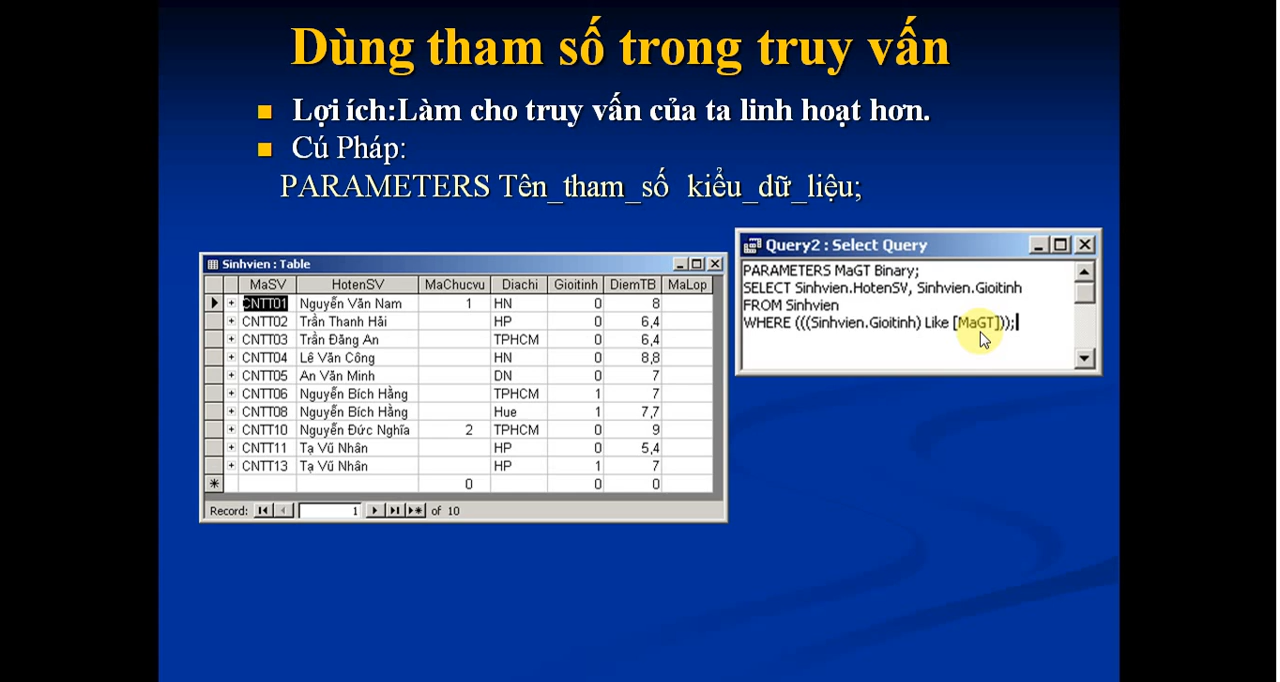 Dùng tham số trong truy vấn
Lợi ích:Làm cho truy vấn của ta linh hoạt hơn.
Cú Pháp:
PARAMETERS Tên_tham_số kiểu_dữ_liệu;
Sinhvien : Table
MaSV HotenSV MaChucvu Diachi Gioitinh DiemTB MaLop
CNTT01 Nguyễn Văn Nam 1 HN 0 8
CNTT02 Trần Thanh Hải HP 0 6,4
CNTT03 Trần Đăng An TPHCM 0 6,4
CNTT04 Lê Văn Công HN 0 8,8
CNTT05 An Văn Minh DN 0 7
CNTT06 Nguyễn Bích Hằng TPHCM 1 7
CNTT08 Nguyễn Bích Hằng Hue 1 7,7
CNTT10 Nguyễn Đức Nghĩa 2 TPHCM 0 9
CNTT11 Tạ Vũ Nhân HP 0 5,4
CNTT13 Tạ Vũ Nhân HP 1 7
0 0 0
Record: 1 of 10
Query2 : Select Query
PARAMETERS MaGT Binary;
SELECT Sinhvien.HotenSV, Sinhvien.Gioitinh
FROM Sinhvien
WHERE (((Sinhvien.Gioitinh) Like [MaGT]));